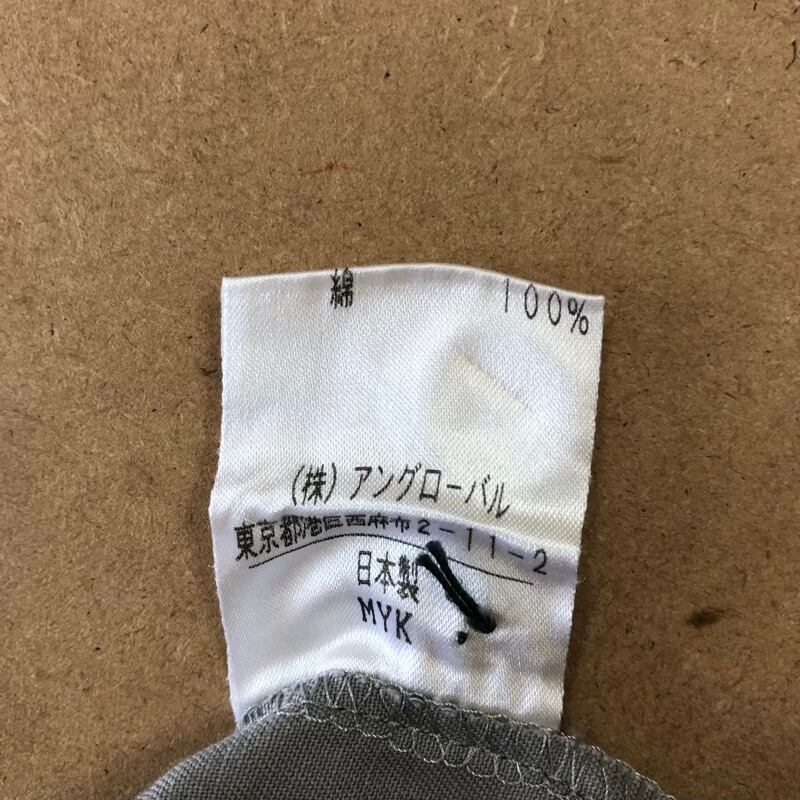 綿 100%
(株)アングローバル
東京都港区西麻布2-11-2
日本製
MYK